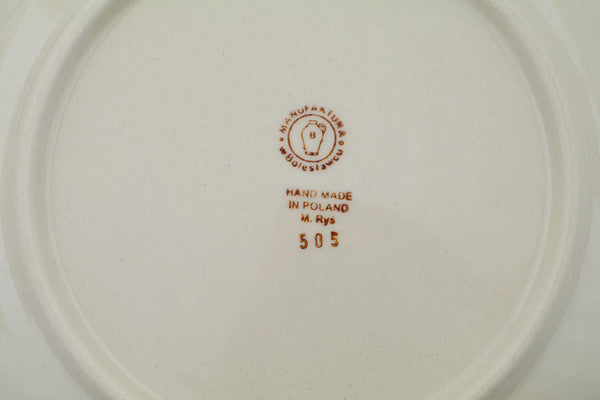 MANUFAKTURA
w Bolesławcu
B
HAND MADE
IN POLAND
M. Rys
505